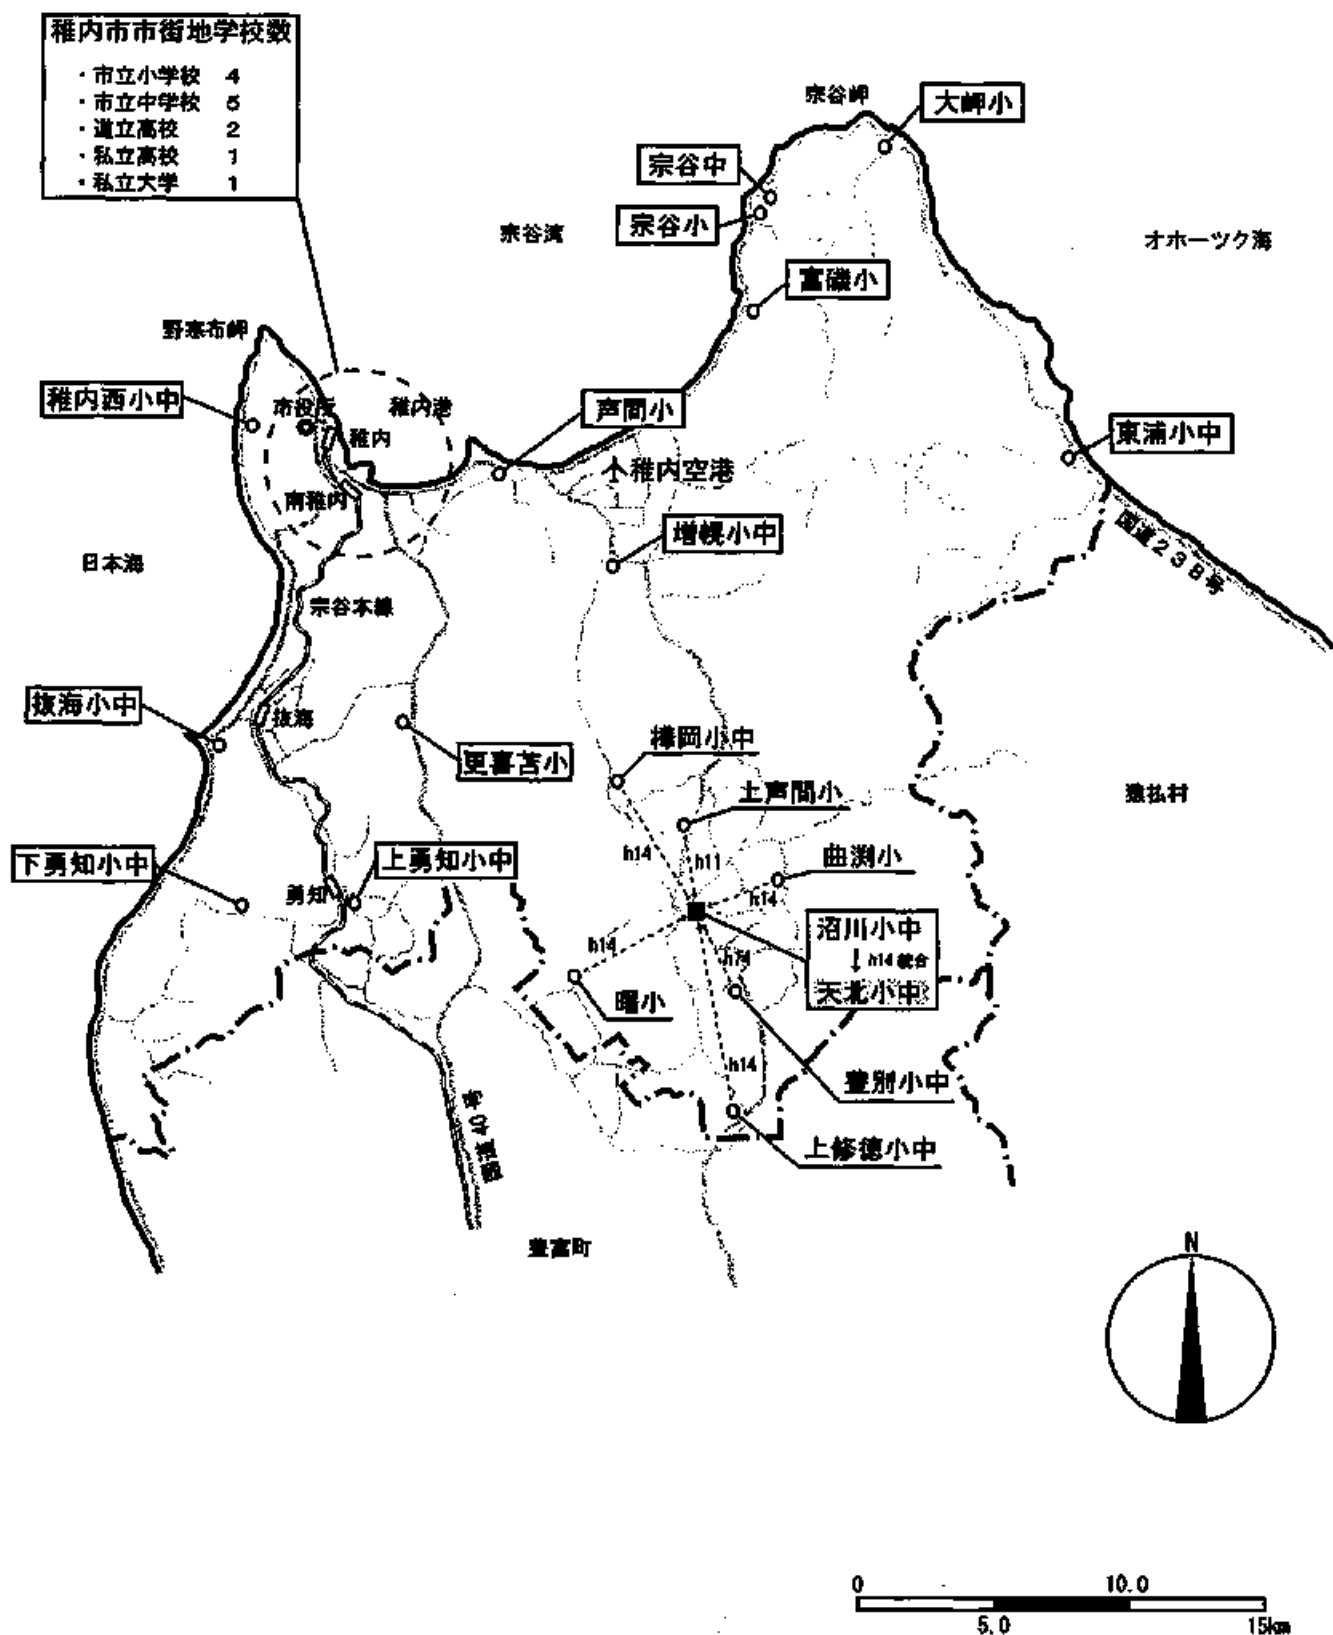 稚内市市街地学校数
・市立小学校 4
・市立中学校 5
・道立高校 2
・私立高校 1
・私立大学 1
宗谷岬
大岬小
宗谷中
宗谷小
宗谷湾
オホーツク海
富磯小
野寒布岬
稚内西小中
市役所
稚内港
稚内
声問小
東浦小中
稚内空港
南稚内
増幌小中
国道238号
日本海
宗谷本線
抜海小中
抜海
更喜苫小
樺岡小中
上声問小
猿払村
下勇知小中
上勇知小中
勇知
h14
h11
曲淵小
h14
沼川小中
↓ h14 統合
天北小中
h14
h14
曙小
h14
豊別小中
国道40号
上修徳小中
豊富町
N
0
10.0
5.0
15km